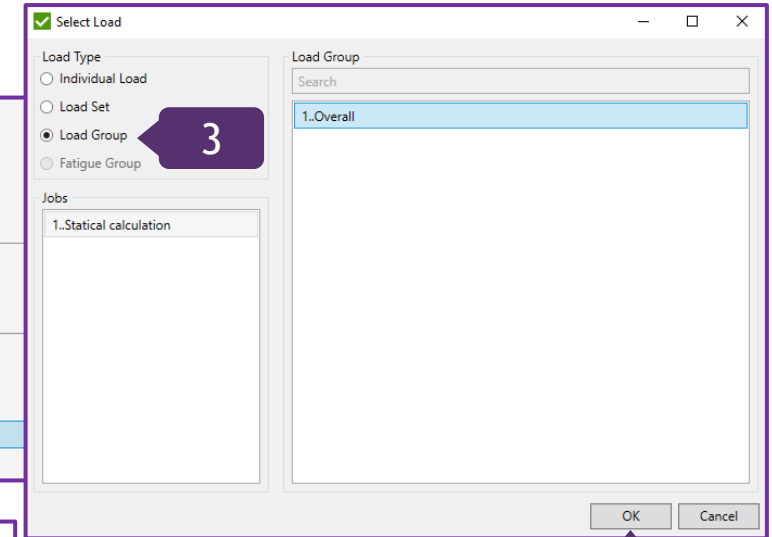 Select Load
Load Type
Individual Load
Load Set
Load Group
Fatigue Group
3
Jobs
1..Statical calculation
Load Group
Search
1..Overall
OK
Cancel